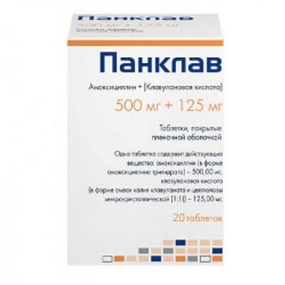 Панклав
Амоксициллин + [Клавулановая кислота]
500 мг + 125 мг
Таблетки, покрытые
пленочной оболочкой
Одна таблетка содержит действующие
вещества: амоксициллин (в форме
амоксициллина тригидрата) – 500,00 мг,
клавулановая кислота
(в форме смеси калия клавуланата и целлюлозы
микрокристаллической [1:1]) – 125,00 мг.
20 таблеток